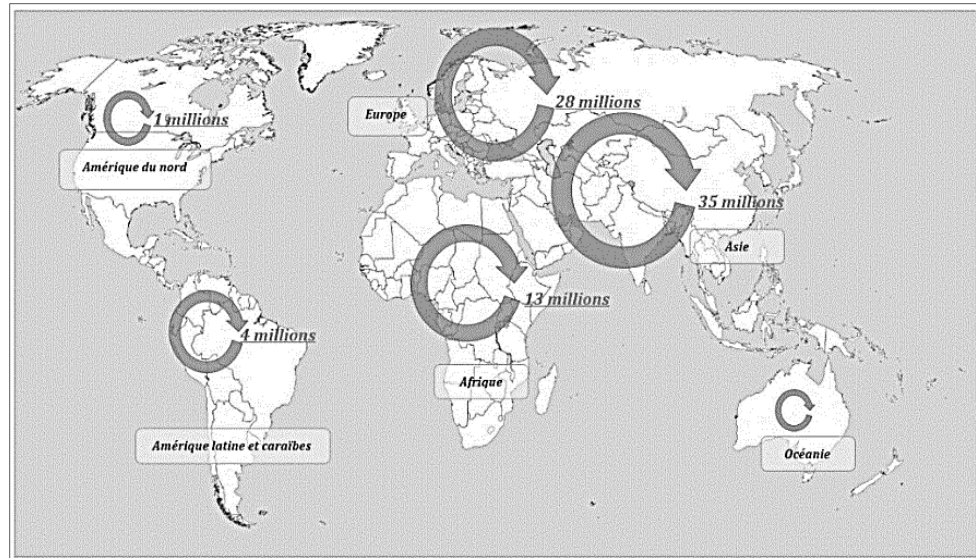 Europe
28 millions
1 millions
Amérique du nord
35 millions
Asie
13 millions
4 millions
Afrique
Amérique latine et caraïbes
Océanie